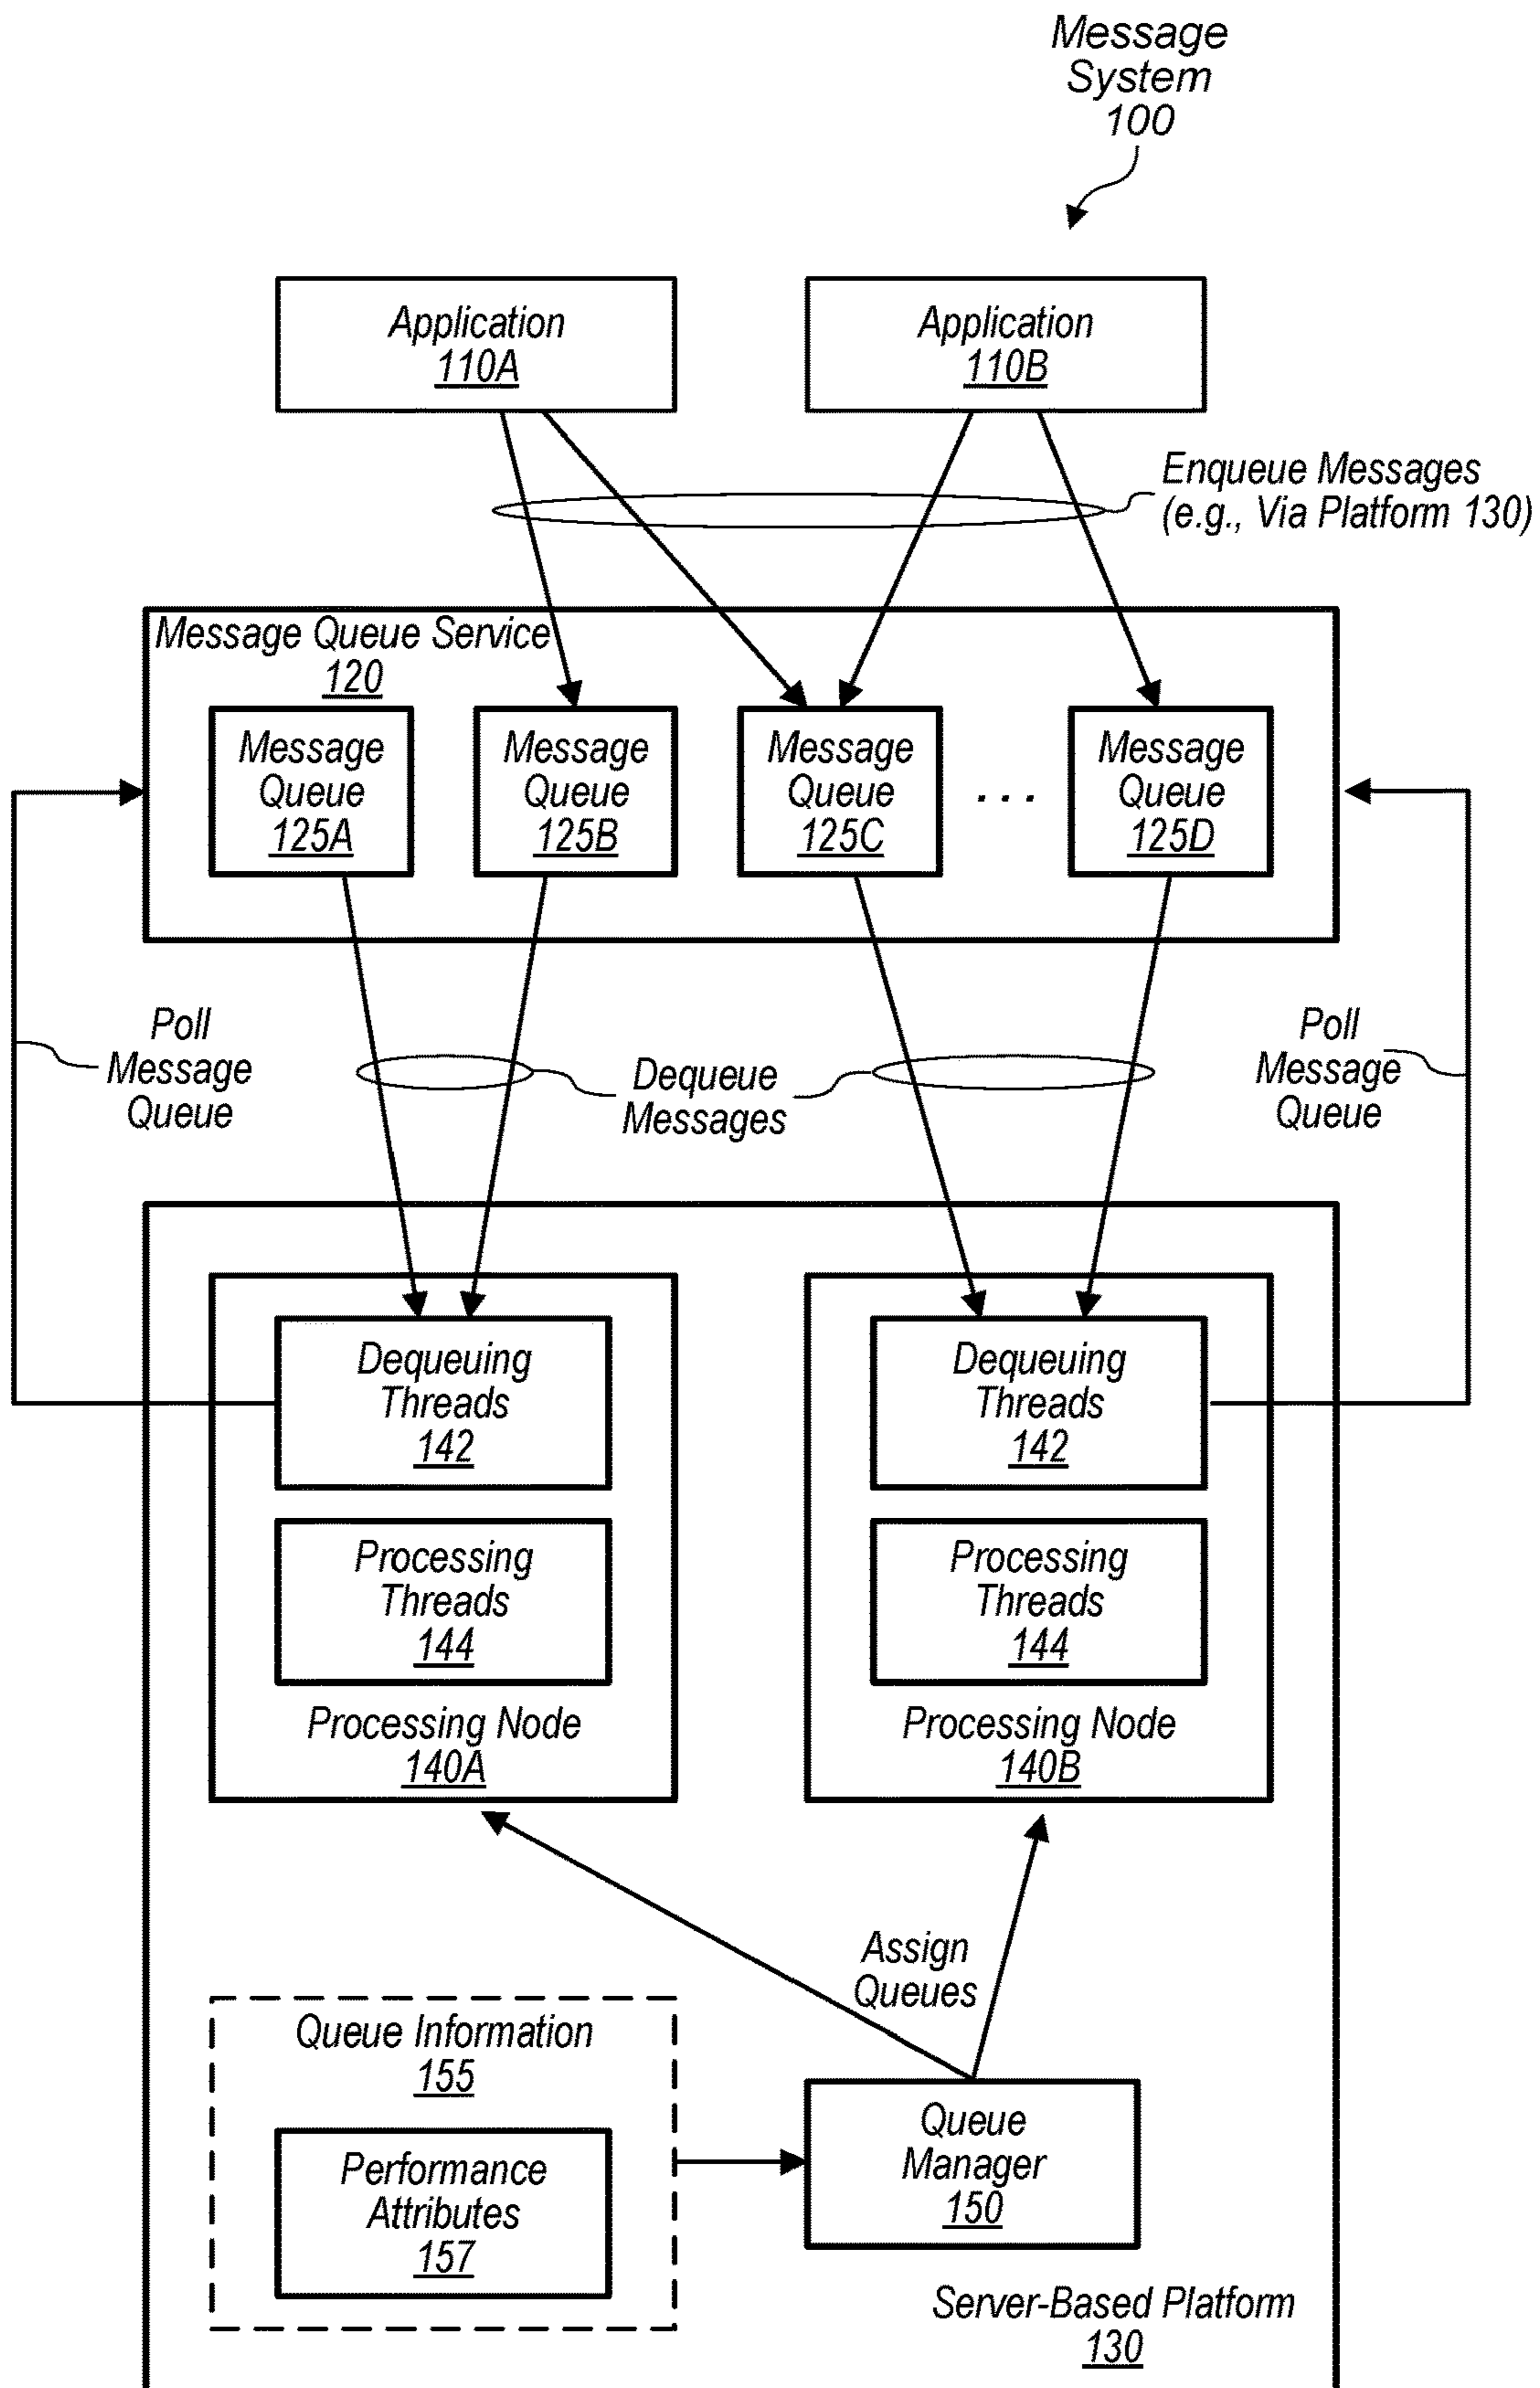 Message
System
100
Application
110A
Application
110B
Enqueue Messages
(e.g., Via Platform 130)
Message Queue Service
120
Message
Queue
125A
Message
Queue
125B
Message
Queue
125C
. . .
Message
Queue
125D
Poll
Message
Queue
Dequeue
Messages
Poll
Message
Queue
Dequeuing
Threads
142
Processing
Threads
144
Processing Node
140A
Dequeuing
Threads
142
Processing
Threads
144
Processing Node
140B
Assign
Queues
Queue Information
155
Performance
Attributes
157
Queue
Manager
150
Server-Based Platform
130